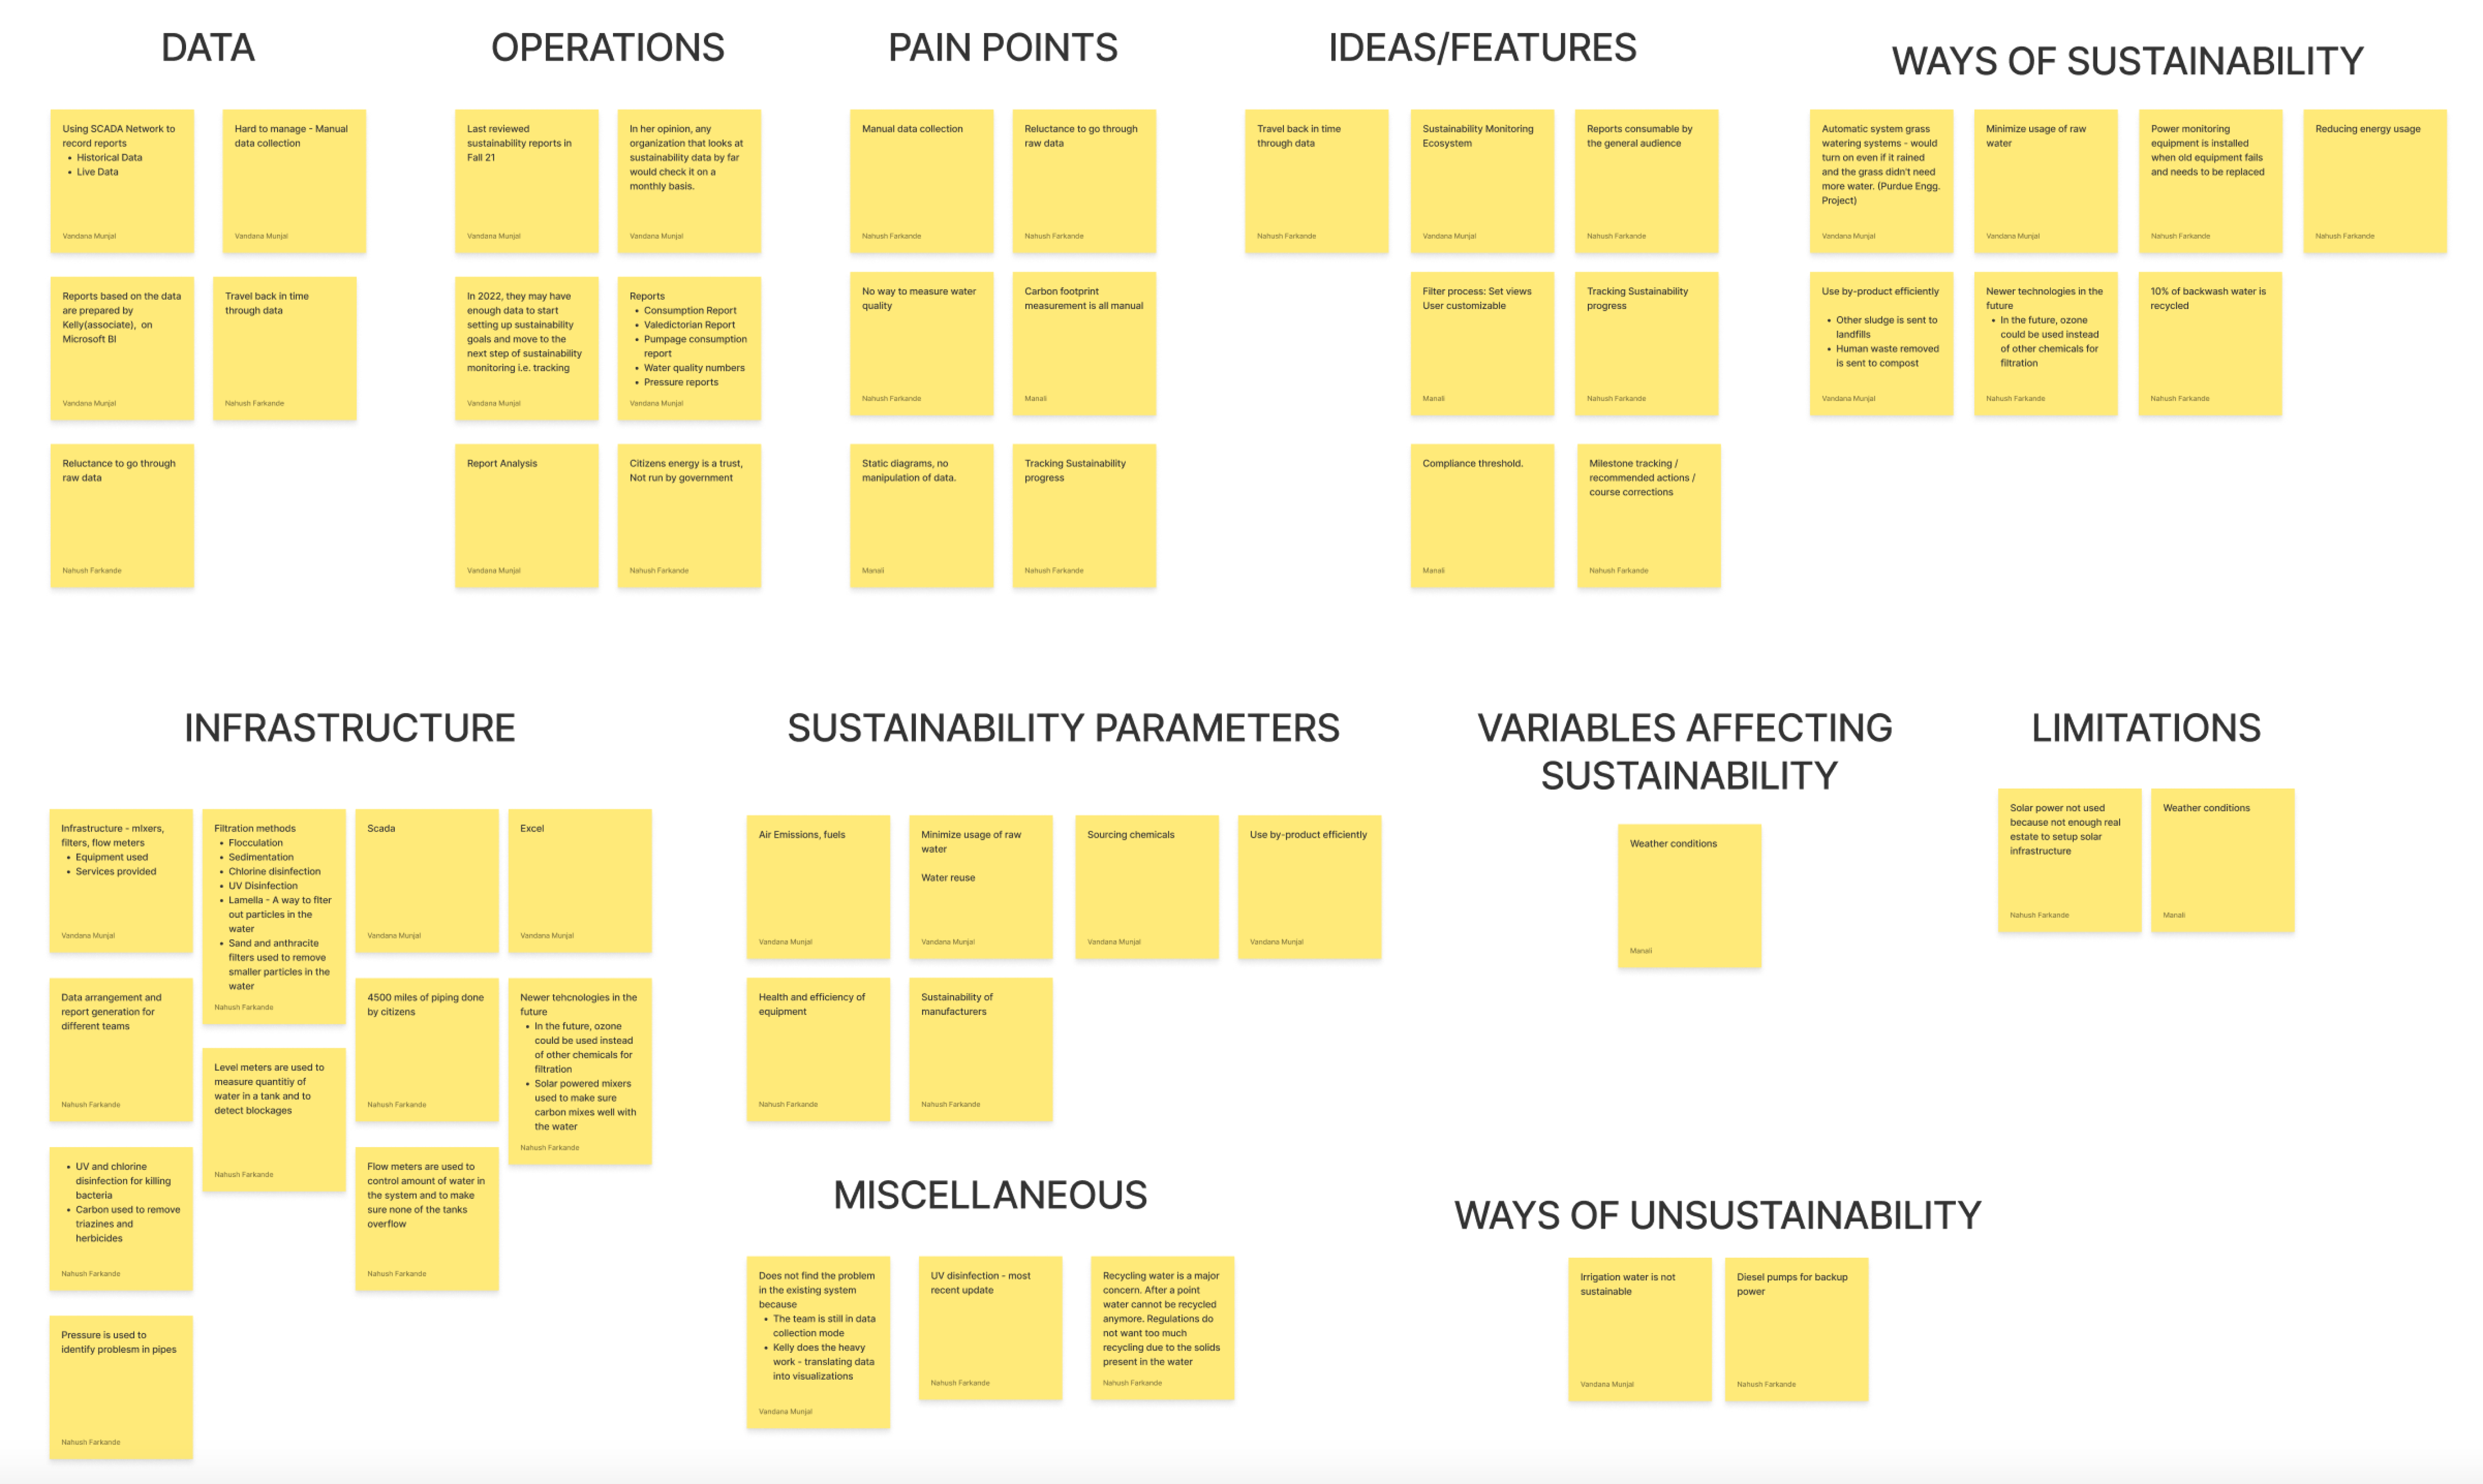 DATA
Using SCADA Network to
record reports
• Historical Data
• Live Data
Vandana Munjal
Hard to manage - Manual
data collection
Vandana Munjal
Reports based on the data
are prepared by
Kelly(associate), on
Microsoft BI
Vandana Munjal
Travel back in time
through data
Nahush Farkande
Reluctance to go through
raw data
Nahush Farkande
OPERATIONS
Last reviewed
sustainability reports in
Fall 21
Vandana Munjal
In her opinion, any
organization that looks at
sustainability data by far
would check it on a
monthly basis.
Vandana Munjal
In 2022, they may have
enough data to start
setting up sustainability
goals and move to the
next step of sustainability
monitoring i.e. tracking
Vandana Munjal
Reports
• Consumption Report
• Valedictorian Report
• Pumpage consumption
report
• Water quality numbers
• Pressure reports
Vandana Munjal
Report Analysis
Vandana Munjal
Citizens energy is a trust,
Not run by government
Nahush Farkande
PAIN POINTS
Manual data collection
Nahush Farkande
Reluctance to go through
raw data
Nahush Farkande
No way to measure water
quality
Nahush Farkande
Carbon footprint
measurement is all manual
Manali
Static diagrams, no
manipulation of data.
Manali
Tracking Sustainability
progress
Nahush Farkande
IDEAS/FEATURES
Travel back in time
through data
Nahush Farkande
Sustainability Monitoring
Ecosystem
Vandana Munjal
Reports consumable by
the general audience
Nahush Farkande
Filter process: Set views
User customizable
Manali
Tracking Sustainability
progress
Nahush Farkande
Compliance threshold.
Manali
Milestone tracking /
recommended actions /
course corrections
Nahush Farkande
WAYS OF SUSTAINABILITY
Automatic system grass
watering systems - would
turn on even if it rained
and the grass didn't need
more water. (Purdue Engg.
Project)
Vandana Munjal
Minimize usage of raw
water
Vandana Munjal
Power monitoring
equipment is installed
when old equipment fails
and needs to be replaced
Nahush Farkande
Reducing energy usage
Nahush Farkande
Use by-product efficiently
• Other sludge is sent to
landfills
• Human waste removed
is sent to compost
Vandana Munjal
Newer technologies in the
future
• In the future, ozone
could be used instead
of other chemicals for
filtration
Nahush Farkande
10% of backwash water is
recycled
Nahush Farkande
INFRASTRUCTURE
Infrastructure - mixers,
filters, flow meters
• Equipment used
• Services provided
Vandana Munjal
Filtration methods
• Flocculation
• Sedimentation
• Chlorine disinfection
• UV Disinfection
• Lamella - A way to flter
out particles in the
water
• Sand and anthracite
filters used to remove
smaller particles in the
water
Nahush Farkande
Scada
Vandana Munjal
Excel
Vandana Munjal
Data arrangement and
report generation for
different teams
Nahush Farkande
Level meters are used to
measure quantitiy of
water in a tank and to
detect blockages
Nahush Farkande
4500 miles of piping done
by citizens
Nahush Farkande
Newer tehcnologies in the
future
• In the future, ozone
could be used instead
of other chemicals for
filtration
• Solar powered mixers
used to make sure
carbon mixes well with
the water
Nahush Farkande
• UV and chlorine
disinfection for killing
bacteria
• Carbon used to remove
triazines and
herbicides
Nahush Farkande
Flow meters are used to
control amount of water in
the system and to make
sure none of the tanks
overflow
Nahush Farkande
Pressure is used to
identify problesm in pipes
Nahush Farkande
SUSTAINABILITY PARAMETERS
Air Emissions, fuels
Vandana Munjal
Minimize usage of raw
water
Water reuse
Vandana Munjal
Sourcing chemicals
Vandana Munjal
Use by-product efficiently
Vandana Munjal
Health and efficiency of
equipment
Nahush Farkande
Sustainability of
manufacturers
Nahush Farkande
VARIABLES AFFECTING
SUSTAINABILITY
Weather conditions
Manali
LIMITATIONS
Solar power not used
because not enough real
estate to setup solar
infrastructure
Nahush Farkande
Weather conditions
Manali
MISCELLANEOUS
Does not find the problem
in the existing system
because
• The team is still in data
collection mode
• Kelly does the heavy
work - translating data
into visualizations
Vandana Munjal
UV disinfection - most
recent update
Nahush Farkande
Recycling water is a major
concern. After a point
water cannot be recycled
anymore. Regulations do
not want too much
recycling due to the solids
present in the water
Nahush Farkande
WAYS OF UNSUSTAINABILITY
Irrigation water is not
sustainable
Vandana Munjal
Diesel pumps for backup
power
Nahush Farkande